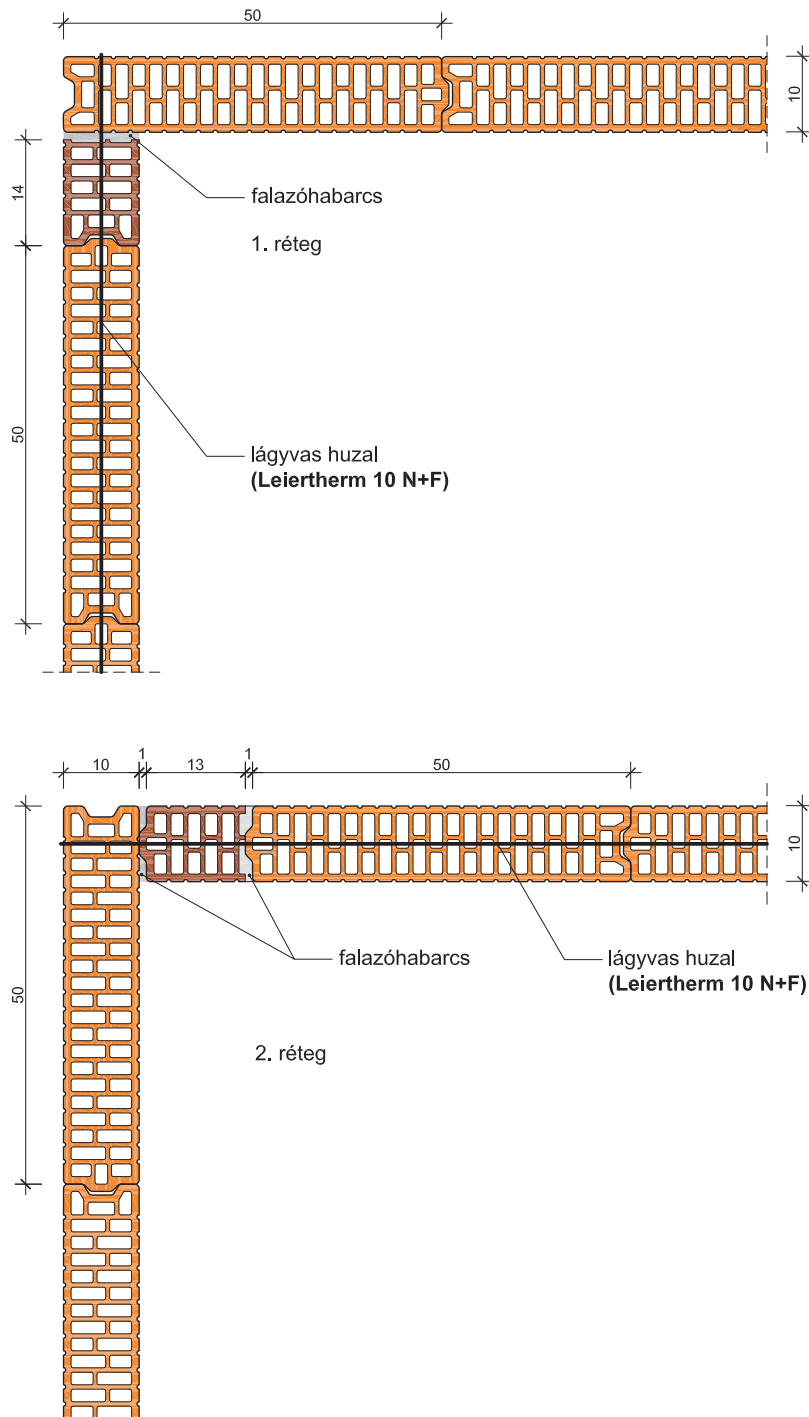 50
10
14
falazóhabarcs
1. réteg
50
lágyvas huzal
(Leiertherm 10 N+F)
10 1 13 1 50
10
50
falazóhabarcs
lágyvas huzal
(Leiertherm 10 N+F)
2. réteg